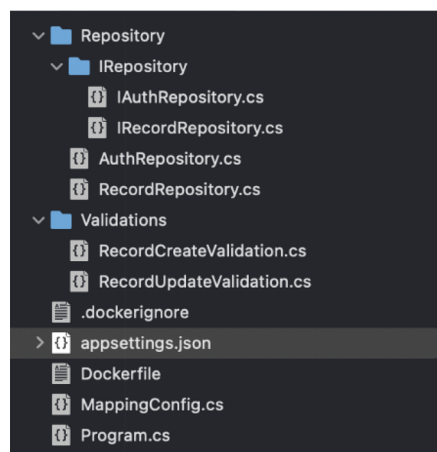 Repository
IRepository
IAuthRepository.cs
IRecordRepository.cs
AuthRepository.cs
RecordRepository.cs
Validations
RecordCreateValidation.cs
RecordUpdateValidation.cs
.dockerignore
appsettings.json
Dockerfile
MappingConfig.cs
Program.cs